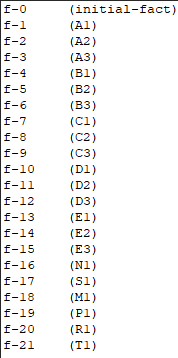 f-0 (initial-fact)
f-1 (A1)
f-2 (A2)
f-3 (A3)
f-4 (B1)
f-5 (B2)
f-6 (B3)
f-7 (C1)
f-8 (C2)
f-9 (C3)
f-10 (D1)
f-11 (D2)
f-12 (D3)
f-13 (E1)
f-14 (E2)
f-15 (E3)
f-16 (N1)
f-17 (S1)
f-18 (M1)
f-19 (P1)
f-20 (R1)
f-21 (T1)